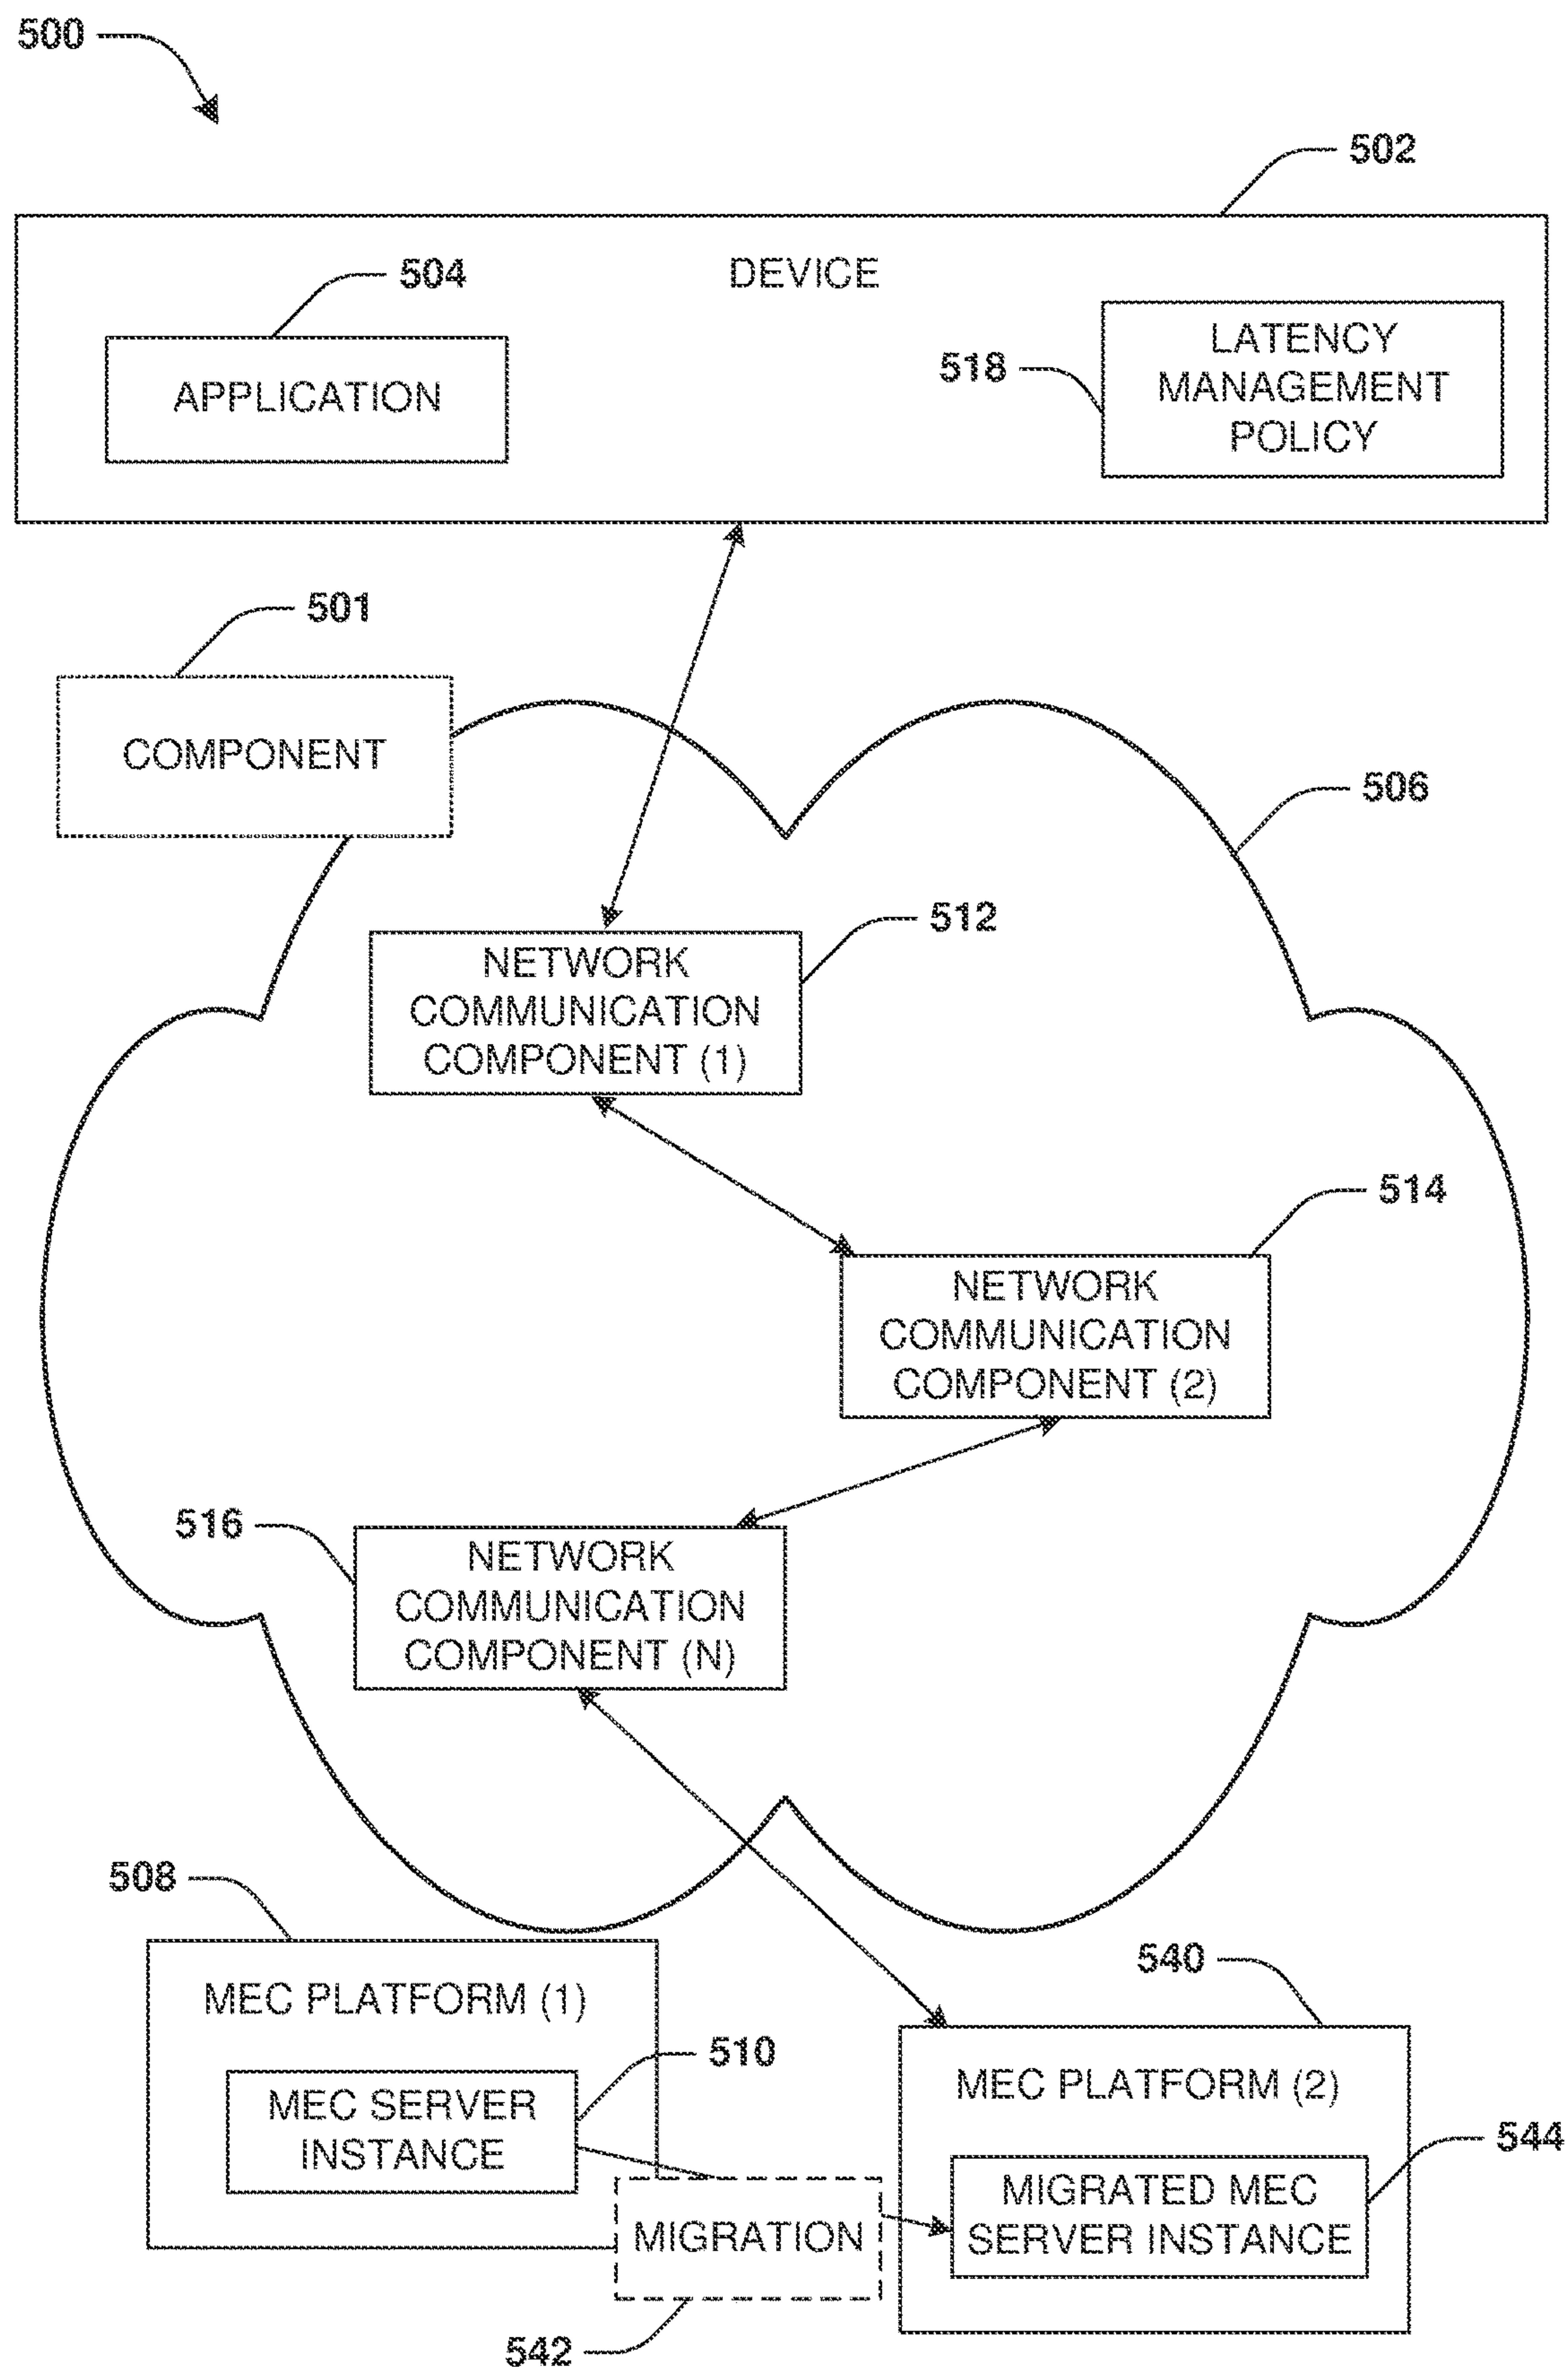 500
502
DEVICE
504
APPLICATION
518
LATENCY
MANAGEMENT
POLICY
501
COMPONENT
506
512
NETWORK
COMMUNICATION
COMPONENT (1)
514
NETWORK
COMMUNICATION
COMPONENT (2)
516
NETWORK
COMMUNICATION
COMPONENT (N)
508
MEC PLATFORM (1)
510
MEC SERVER
INSTANCE
540
MEC PLATFORM (2)
544
MIGRATED MEC
SERVER INSTANCE
MIGRATION
542